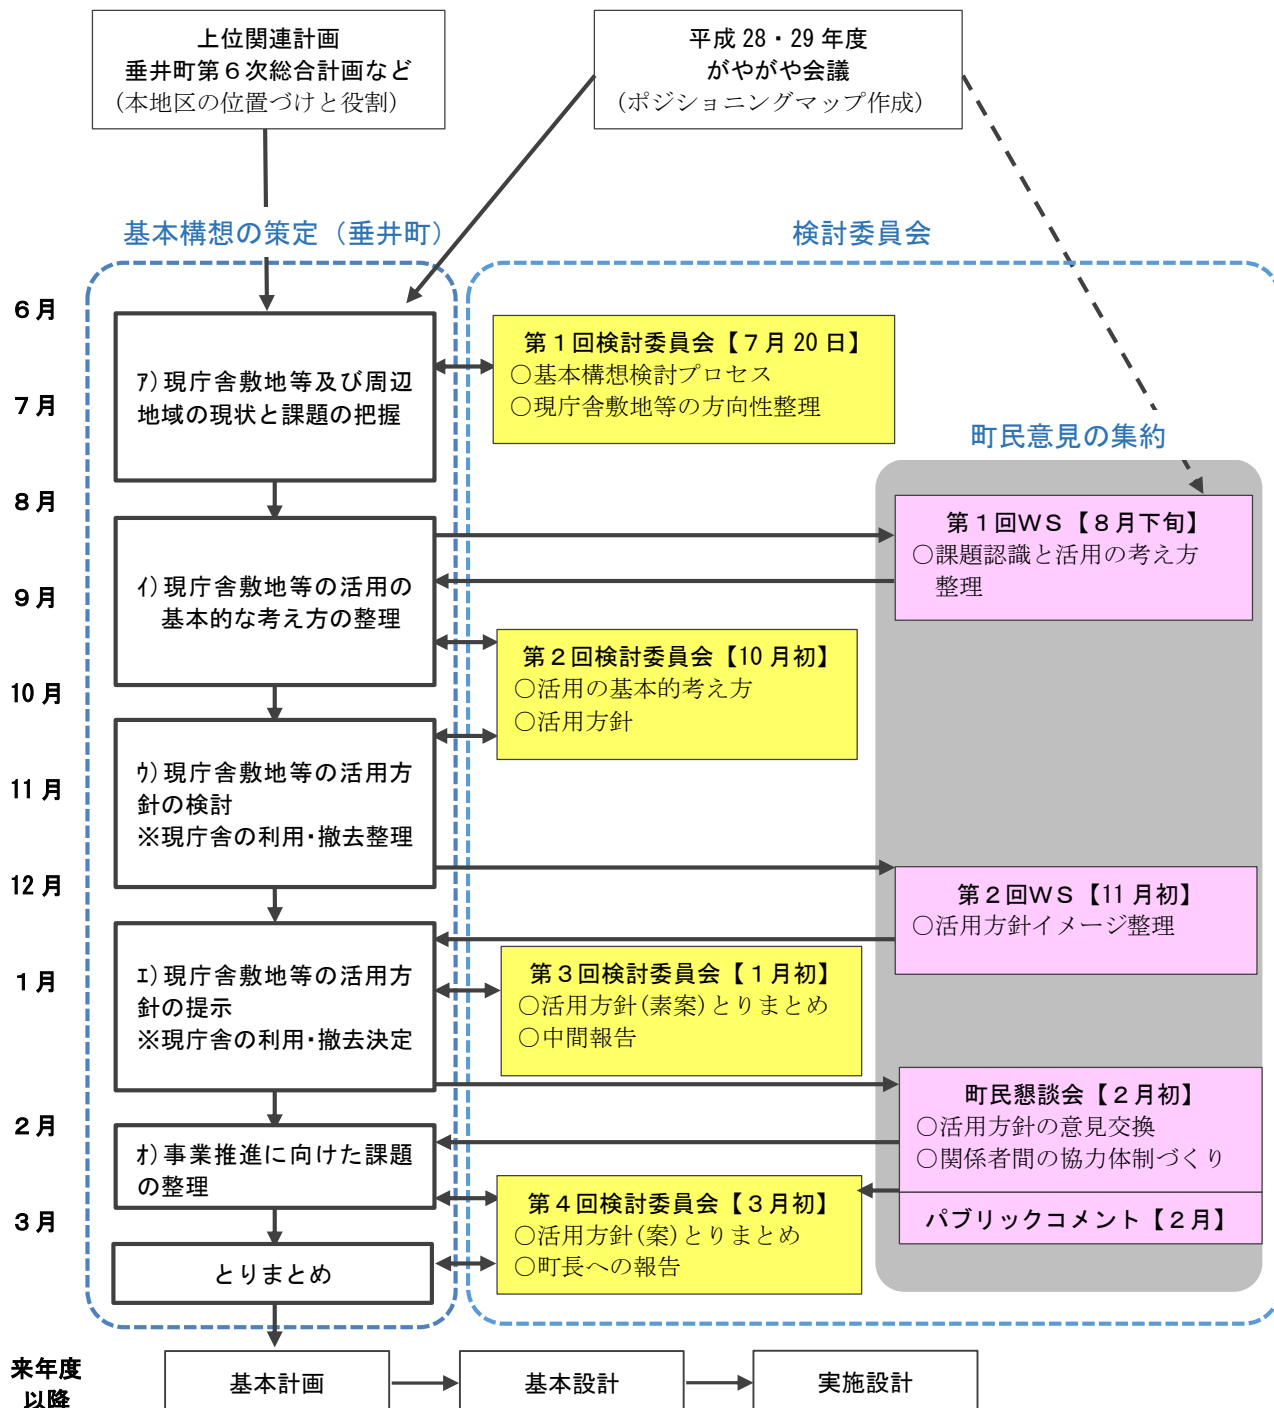 上位関連計画
垂井町第６次総合計画など
(本地区の位置づけと役割)
平成 28・29 年度
がやがや会議
(ポジショニングマップ作成)
基本構想の策定（垂井町）
検討委員会
6 月
7 月
8 月
9 月
10 月
11 月
12 月
1 月
2 月
3 月
来年度
以降
ｱ)現庁舎敷地等及び周辺
地域の現状と課題の把握
第１回検討委員会【７月 20 日】
○基本構想検討プロセス
○現庁舎敷地等の方向性整理
町民意見の集約
第１回ＷＳ【８月下旬】
○課題認識と活用の考え方
整理
ｲ)現庁舎敷地等の活用の
基本的な考え方の整理
第２回検討委員会【10 月初】
○活用の基本的考え方
○活用方針
ｳ)現庁舎敷地等の活用方
針の検討
※現庁舎の利用・撤去整理
第２回ＷＳ【11 月初】
○活用方針イメージ整理
ｴ)現庁舎敷地等の活用方
針の提示
※現庁舎の利用・撤去決定
第３回検討委員会【１月初】
○活用方針(素案)とりまとめ
○中間報告
町民懇談会【２月初】
○活用方針の意見交換
○関係者間の協力体制づくり
パブリックコメント【２月】
ｵ)事業推進に向けた課題
の整理
第４回検討委員会【３月初】
○活用方針(案)とりまとめ
○町長への報告
とりまとめ
基本計画
基本設計
実施設計